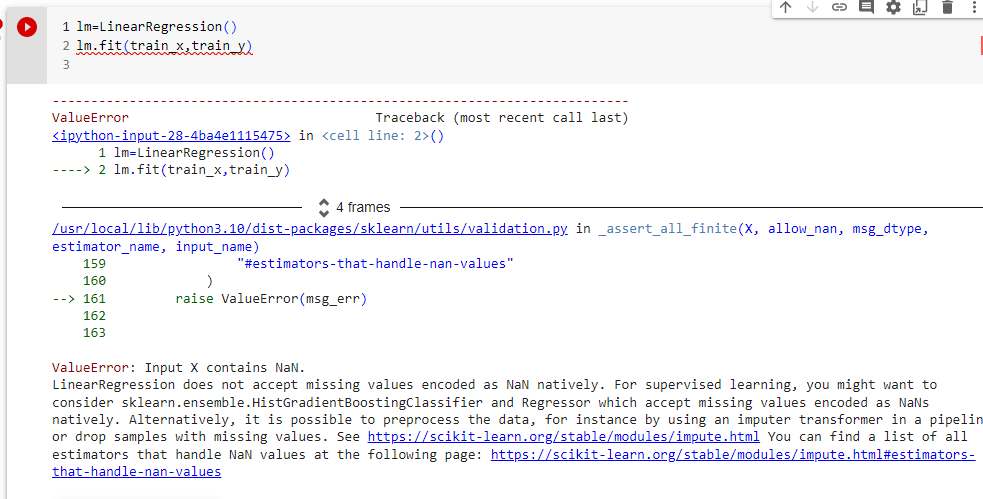 1 lm=LinearRegression()
2 lm.fit(train_x,train_y)
3
---------------------------------------------------------------------------
ValueError                                Traceback (most recent call last)
<ipython-input-28-4ba4e1115475> in <cell line: 2>()
      1 lm=LinearRegression()
----> 2 lm.fit(train_x,train_y)
4 frames
/usr/local/lib/python3.10/dist-packages/sklearn/utils/validation.py in _assert_all_finite(X, allow_nan, msg_dtype,
estimator_name, input_name)
    159                 "#estimators-that-handle-nan-values"
    160             )
--> 161         raise ValueError(msg_err)
    162
    163
ValueError: Input X contains NaN.
LinearRegression does not accept missing values encoded as NaN natively. For supervised learning, you might want to
consider sklearn.ensemble.HistGradientBoostingClassifier and Regressor which accept missing values encoded as NaNs
natively. Alternatively, it is possible to preprocess the data, for instance by using an imputer transformer in a pipelin
or drop samples with missing values. See https://scikit-learn.org/stable/modules/impute.html You can find a list of all
estimators that handle NaN values at the following page: https://scikit-learn.org/stable/modules/impute.html#estimators-
that-handle-nan-values